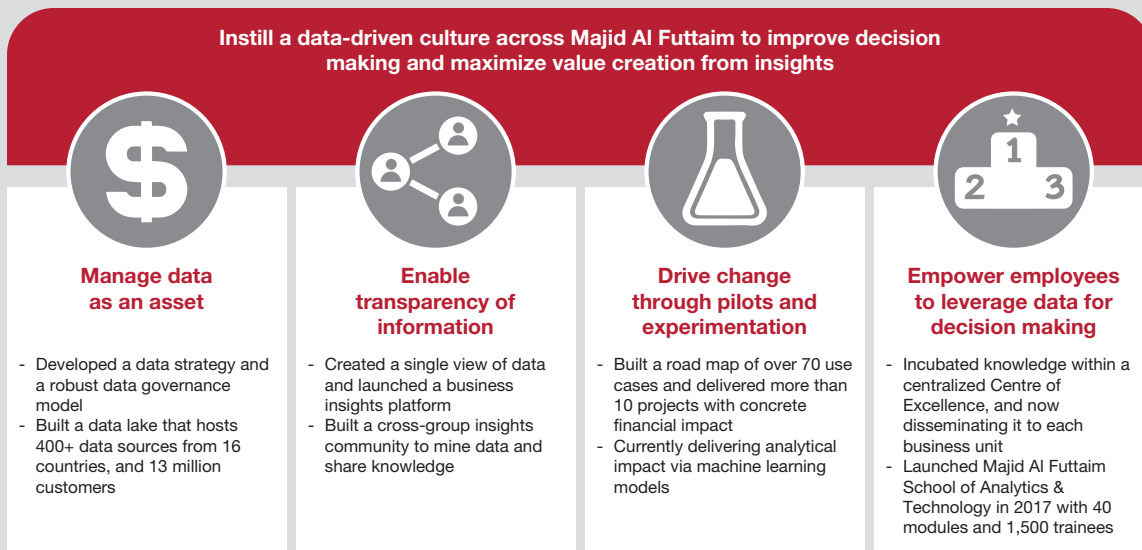 Instill a data-driven culture across Majid Al Futtaim to improve decision
making and maximize value creation from insights
$
1
2 3
Manage data
as an asset
- Developed a data strategy and
a robust data governance
model
- Built a data lake that hosts
400+ data sources from 16
countries, and 13 million
customers
Enable
transparency of
information
- Created a single view of data
and launched a business
insights platform
- Built a cross-group insights
community to mine data and
share knowledge
Drive change
through pilots and
experimentation
- Built a road map of over 70 use
cases and delivered more than
10 projects with concrete
financial impact
- Currently delivering analytical
impact via machine learning
models
Empower employees
to leverage data for
decision making
- Incubated knowledge within a
centralized Centre of
Excellence, and now
disseminating it to each
business unit
- Launched Majid Al Futtaim
School of Analytics &
Technology in 2017 with 40
modules and 1,500 trainees